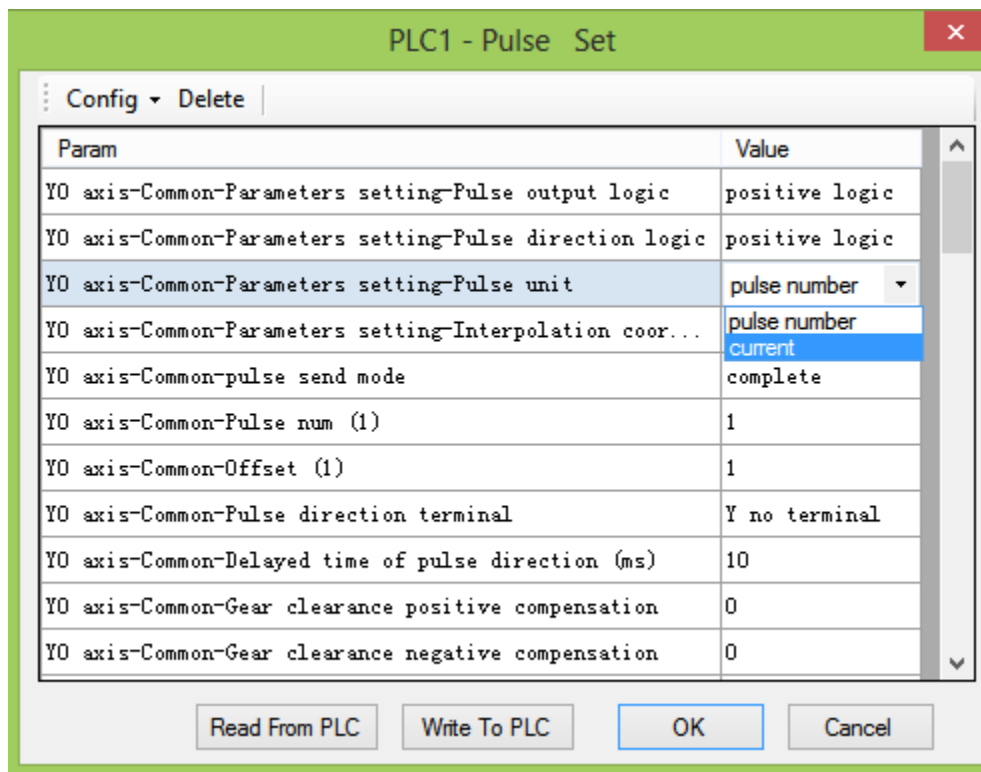 PLC1 - Pulse Set
Config Delete
Param Value
Y0 axis-Common-Parameters setting-Pulse output logic positive logic
Y0 axis-Common-Parameters setting-Pulse direction logic positive logic
Y0 axis-Common-Parameters setting-Pulse unit pulse number
pulse number
Y0 axis-Common-Parameters setting-Interpolation coor...
current
Y0 axis-Common-pulse send mode complete
Y0 axis-Common-Pulse num (1) 1
Y0 axis-Common-Offset (1) 1
Y0 axis-Common-Pulse direction terminal Y no terminal
Y0 axis-Common-Delayed time of pulse direction (ms) 10
Y0 axis-Common-Gear clearance positive compensation 0
Y0 axis-Common-Gear clearance negative compensation 0
Read From PLC Write To PLC OK Cancel